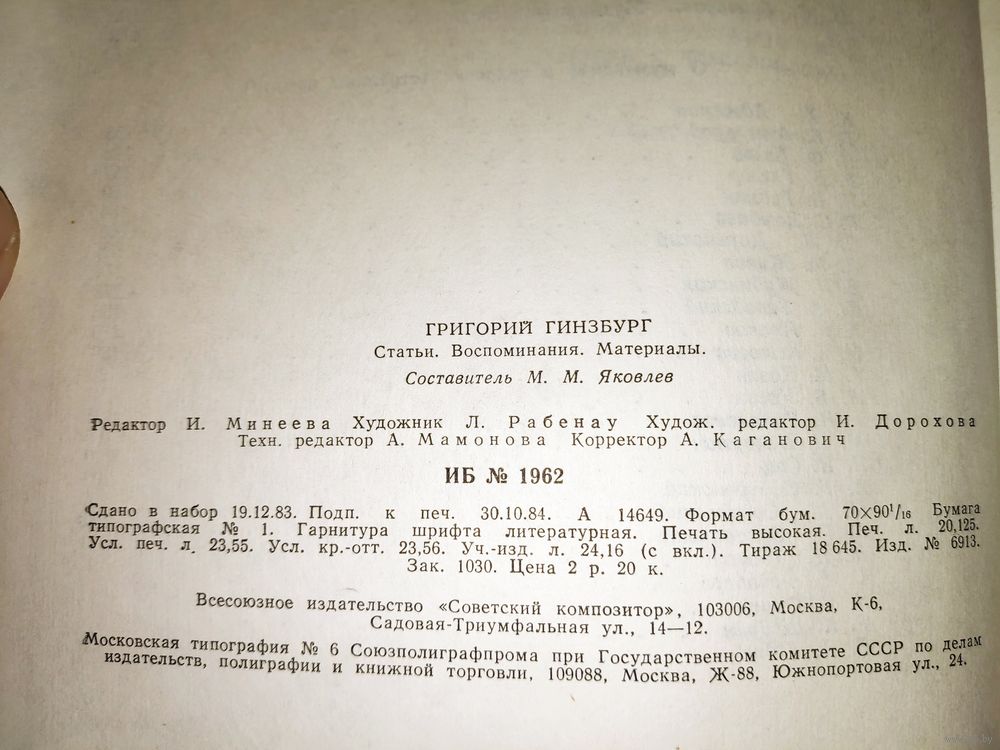 ГРИГОРИЙ ГИНЗБУРГ
Статьи. Воспоминания. Материалы.
Составитель М. М. Яковлев
Редактор И. Минеева Художник Л. Рабенау Худож. редактор И. Дорохова
Техн. редактор А. Мамонова Корректор А. Каганович
ИБ № 1962
Сдано в набор 19.12.83. Подп. к печ. 30.10.84. А 14649. Формат бум. 70×90¹/₁₆ Бумага
типографская № 1. Гарнитура шрифта литературная. Печать высокая. Печ. л. 20,125.
Усл. печ. л. 23,55. Усл. кр.-отт. 23,56. Уч.-изд. л. 24,16 (с вкл.). Тираж 18 645. Изд. № 6913.
Зак. 1030. Цена 2 р. 20 к.
Всесоюзное издательство «Советский композитор», 103006, Москва, К-6,
Садовая-Триумфальная ул., 14—12.
Московская типография № 6 Союзполиграфпрома при Государственном комитете СССР по делам
издательств, полиграфии и книжной торговли, 109088, Москва, Ж-88, Южнопортовая ул., 24.